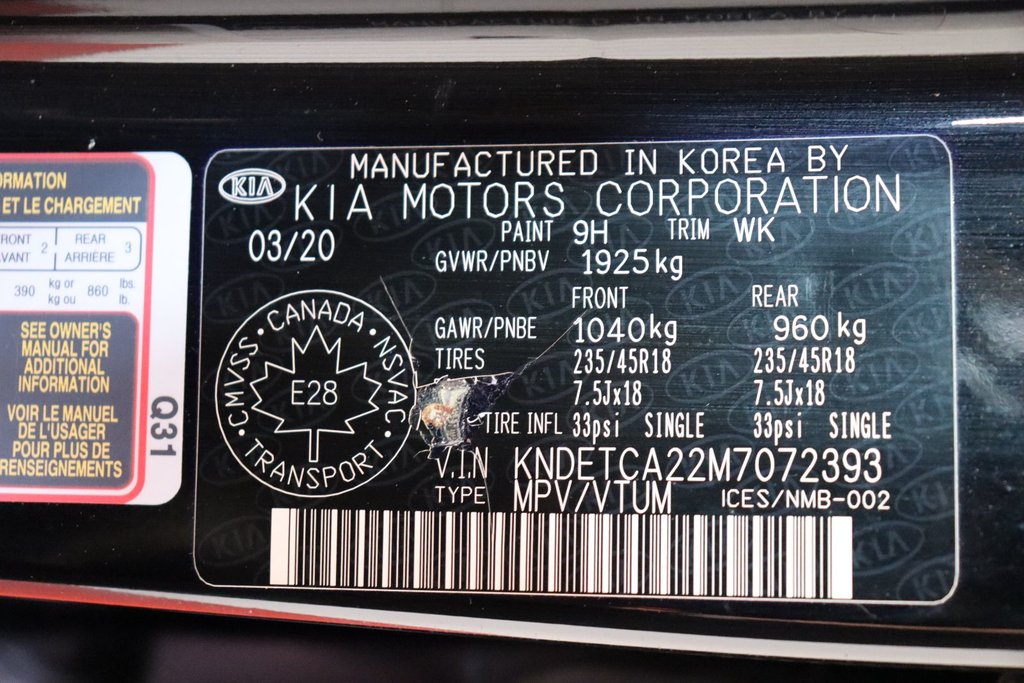 ORMATION
ET LE CHARGEMENT
RONT 2 REAR 3
VANT ARRIÈRE
390 kg or 860 lbs.
kg ou lb.
SEE OWNER'S
MANUAL FOR
ADDITIONAL
INFORMATION
VOIR LE MANUEL
DE L'USAGER
POUR PLUS DE
RENSEIGNEMENTS
Q31
MANUFACTURED IN KOREA BY
KIA KIA MOTORS CORPORATION
03/20 PAINT 9H TRIM WK
GVWR/PNBV 1925kg
FRONT REAR
GAWR/PNBE 1040kg 960kg
TIRES 235/45R18 235/45R18
7.5Jx18 7.5Jx18
TIRE INFL 33psi SINGLE 33psi SINGLE
V.I.N KNDETCA22M7072393
TYPE MPV/VTUM ICES/NMB-002
CANADA • NSVAC • TRANSPORT • CMVSS •
E28